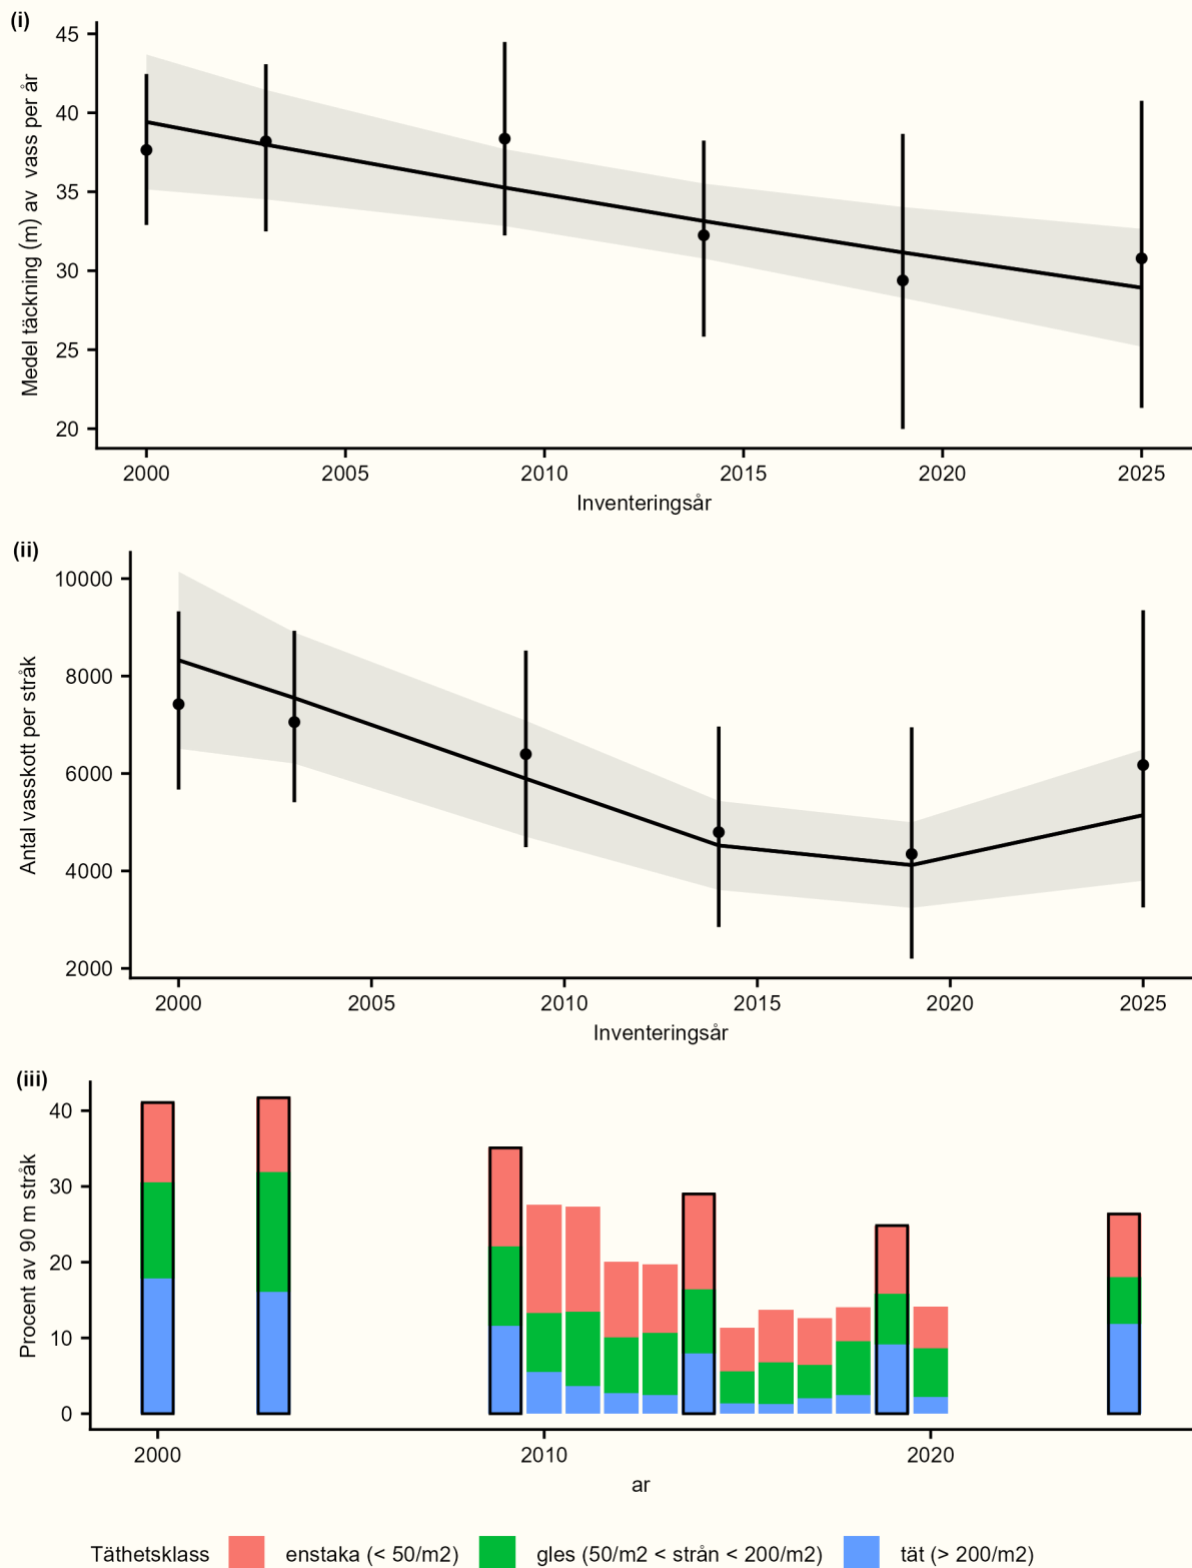 (i)
Medel täckning (m) av  vass per år
45
40
35
30
25
20
2000 2005 2010 2015 2020 2025
Inventeringsår
(ii)
Antal vasskott per stråk
10000
8000
6000
4000
2000
2000 2005 2010 2015 2020 2025
Inventeringsår
(iii)
Procent av 90 m stråk
40
30
20
10
0
2000 2010 2020
ar
Täthetsklass enstaka (< 50/m2) gles (50/m2 < strån < 200/m2) tät (> 200/m2)